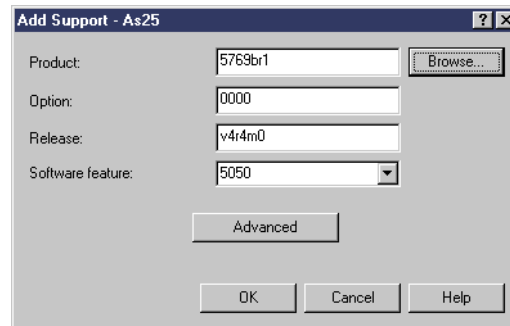 Add Support - As25
Product: 5769br1 Browse...
Option: 0000
Release: v4r4m0
Software feature: 5050
Advanced
OK Cancel Help